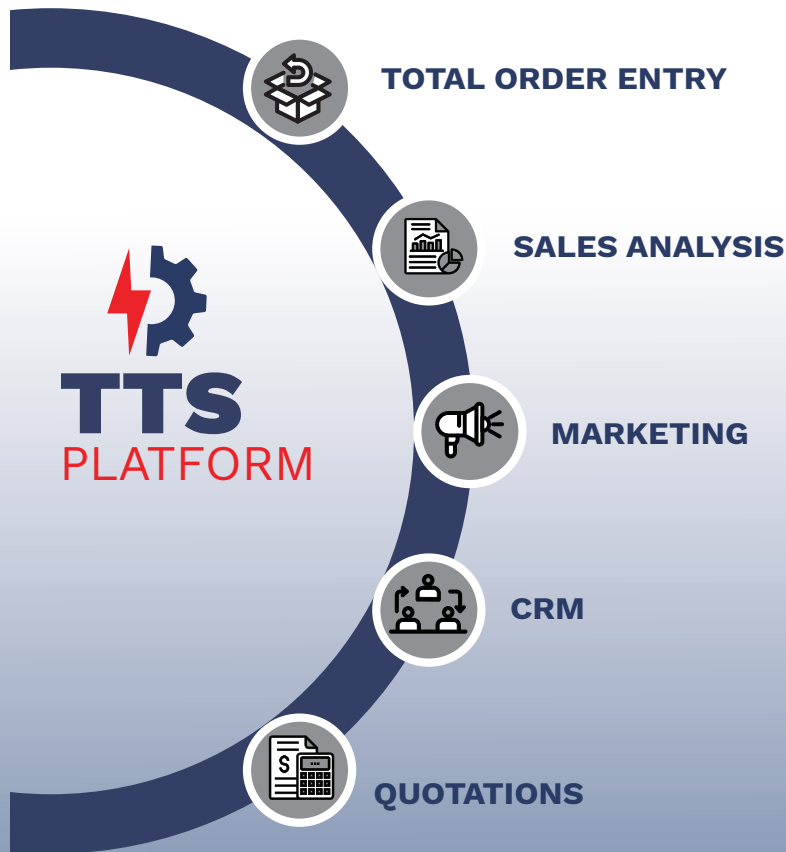 TOTAL ORDER ENTRY
SALES ANALYSIS
TTS
PLATFORM
MARKETING
CRM
$
QUOTATIONS